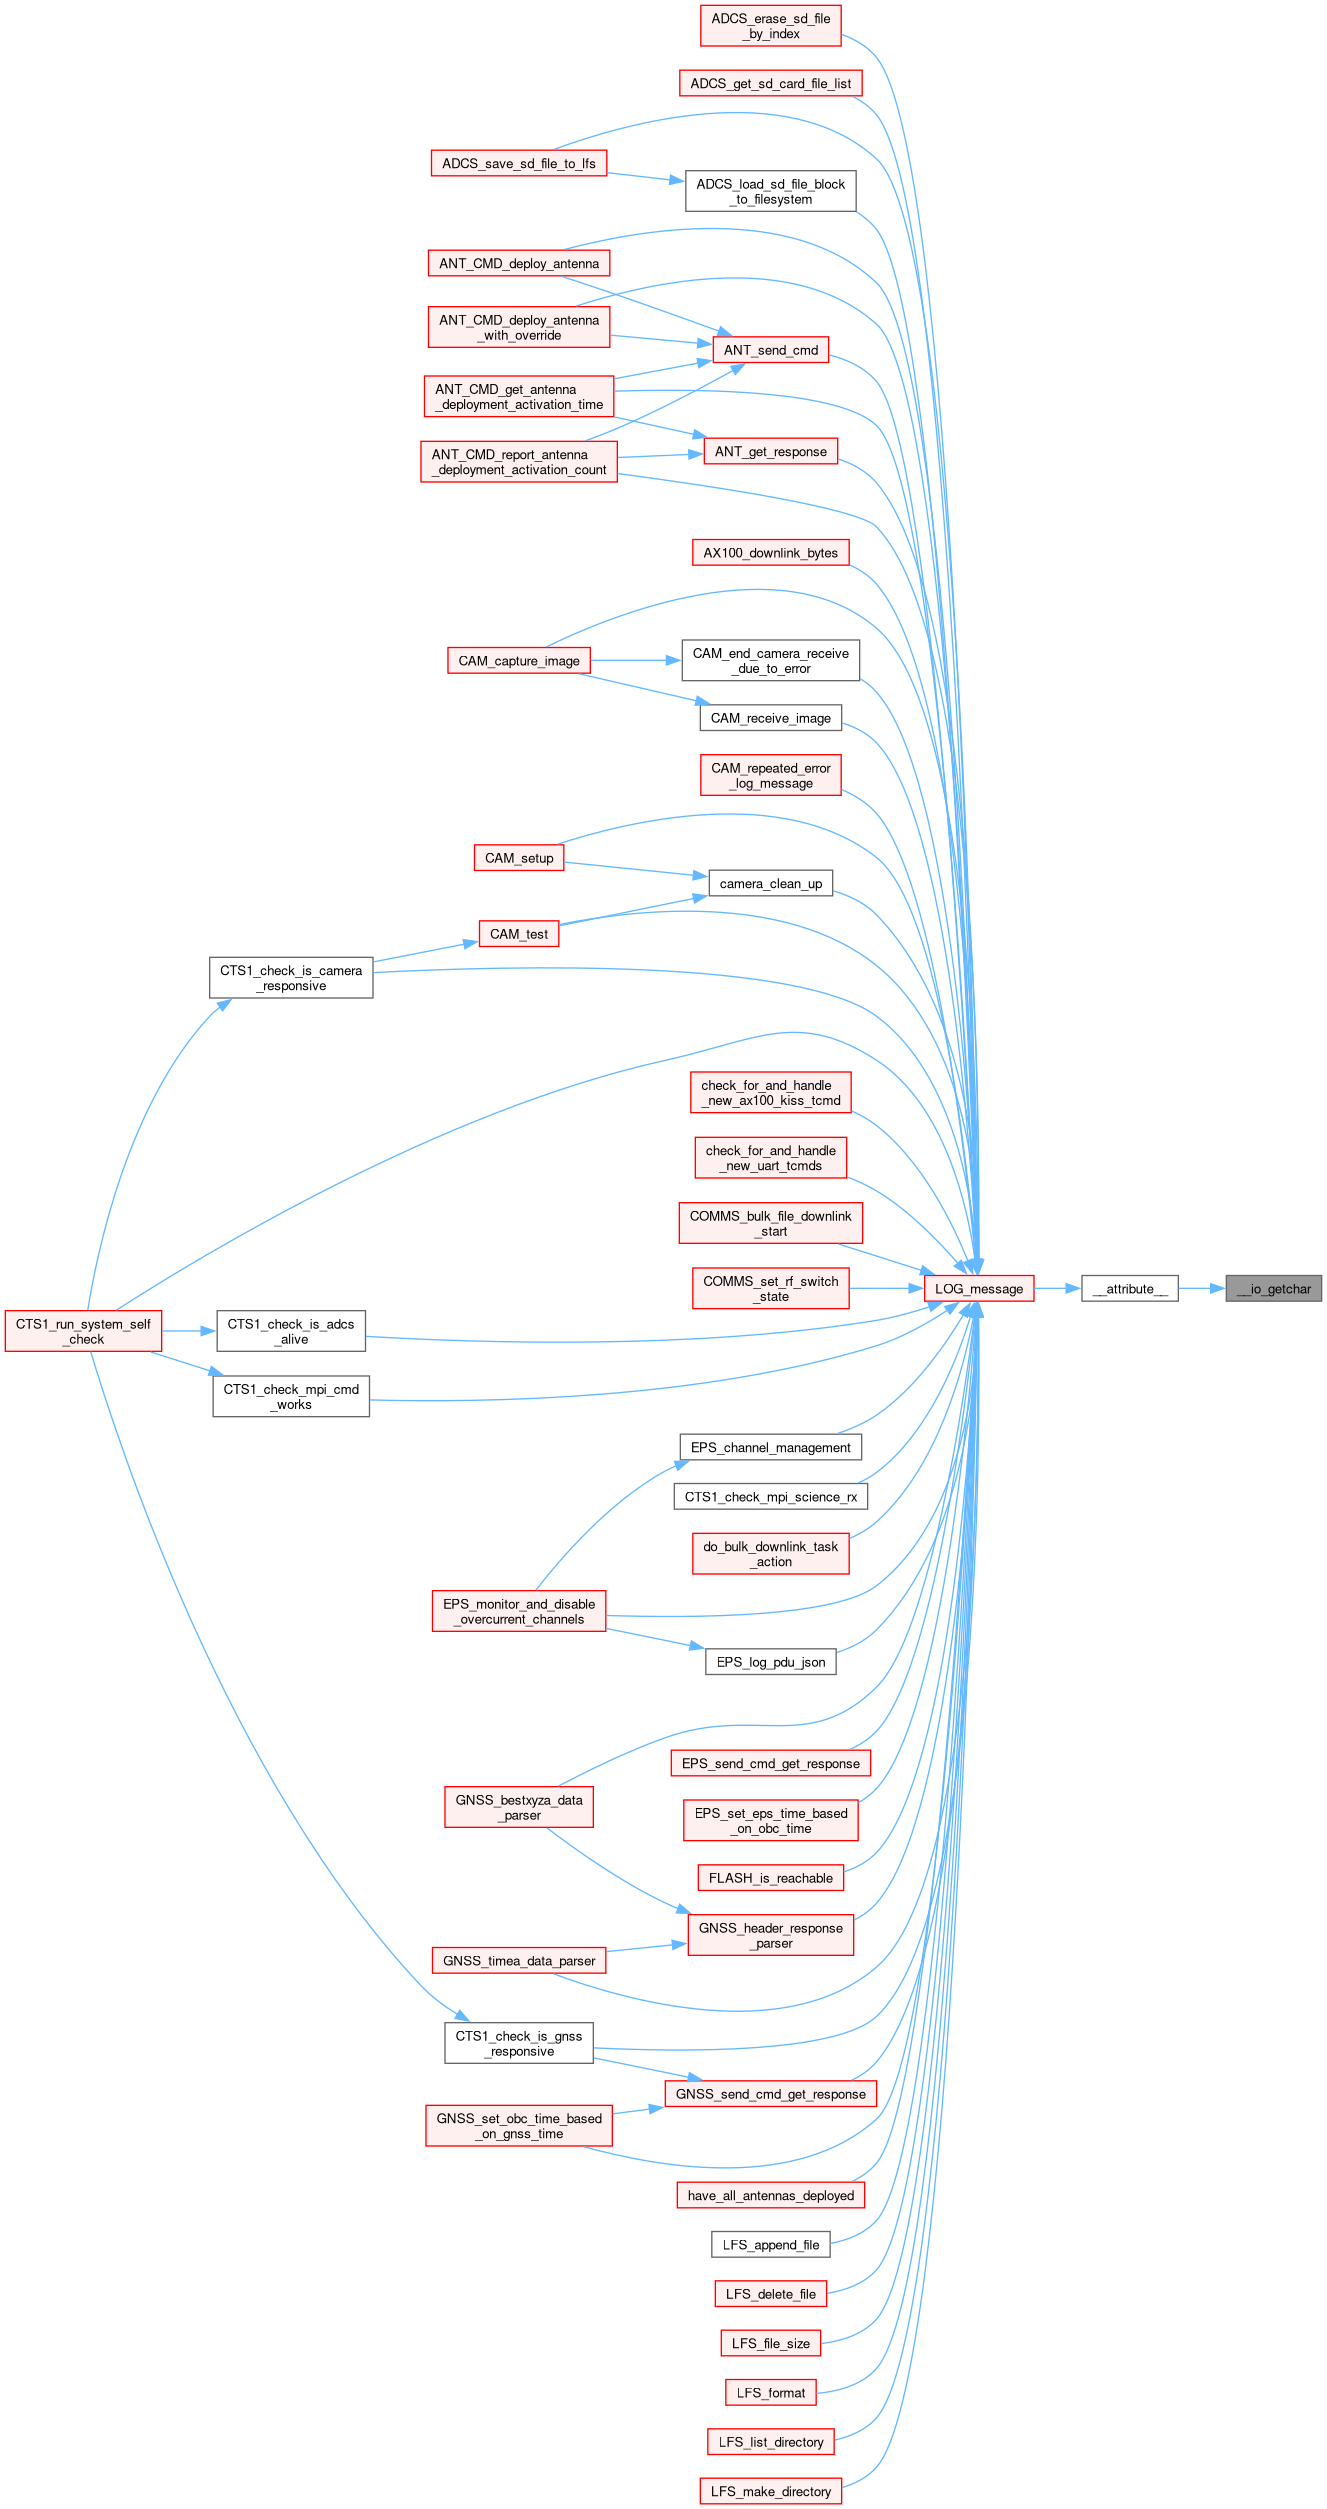 ADCS_erase_sd_file
_by_index
ADCS_get_sd_card_file_list
ADCS_save_sd_file_to_lfs
ADCS_load_sd_file_block
_to_filesystem
ANT_CMD_deploy_antenna
ANT_CMD_deploy_antenna
_with_override
ANT_send_cmd
ANT_CMD_get_antenna
_deployment_activation_time
ANT_CMD_report_antenna
_deployment_activation_count
ANT_get_response
AX100_downlink_bytes
CAM_capture_image
CAM_end_camera_receive
_due_to_error
CAM_receive_image
CAM_repeated_error
_log_message
CAM_setup
camera_clean_up
CAM_test
CTS1_check_is_camera
_responsive
check_for_and_handle
_new_ax100_kiss_tcmd
check_for_and_handle
_new_uart_tcmds
COMMS_bulk_file_downlink
_start
COMMS_set_rf_switch
_state
LOG_message
__attribute__
__io_getchar
CTS1_run_system_self
_check
CTS1_check_is_adcs
_alive
CTS1_check_mpi_cmd
_works
EPS_channel_management
CTS1_check_mpi_science_rx
do_bulk_downlink_task
_action
EPS_monitor_and_disable
_overcurrent_channels
EPS_log_pdu_json
EPS_send_cmd_get_response
GNSS_bestxyza_data
_parser
EPS_set_eps_time_based
_on_obc_time
FLASH_is_reachable
GNSS_header_response
_parser
GNSS_timea_data_parser
CTS1_check_is_gnss
_responsive
GNSS_send_cmd_get_response
GNSS_set_obc_time_based
_on_gnss_time
have_all_antennas_deployed
LFS_append_file
LFS_delete_file
LFS_file_size
LFS_format
LFS_list_directory
LFS_make_directory